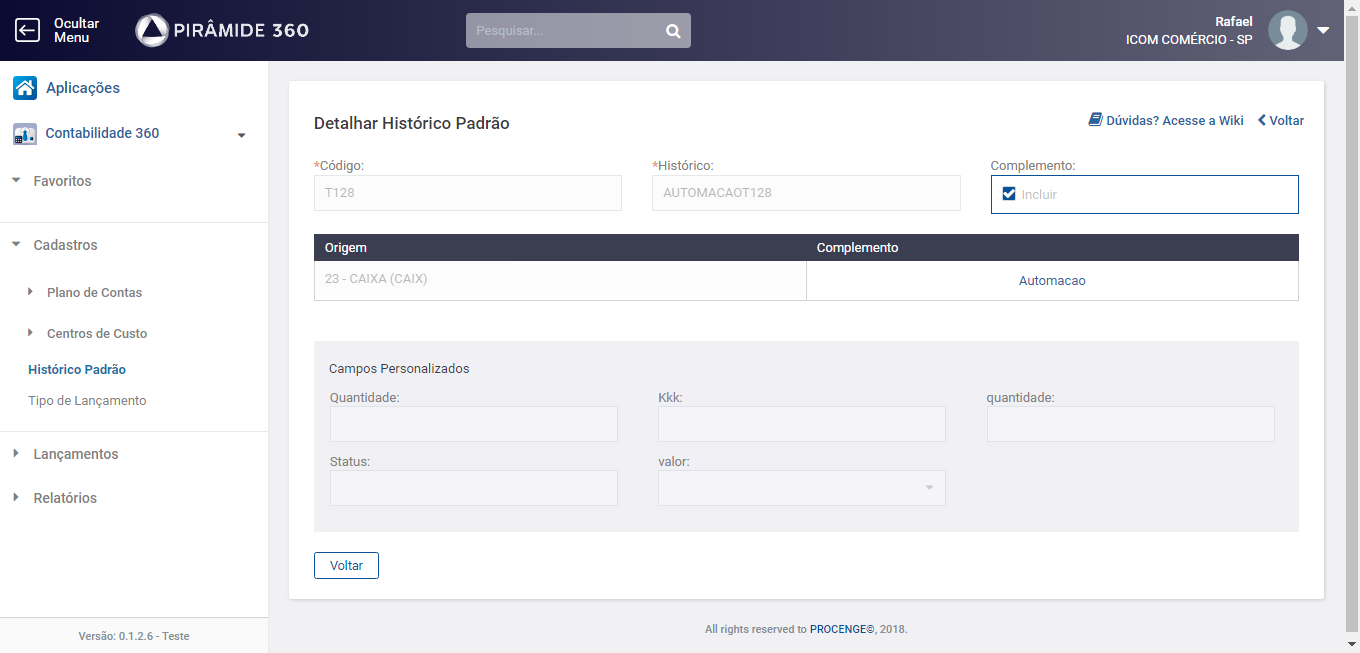 Ocultar
Menu
PIRÂMIDE 360
Pesquisar...
Rafael
ICOM COMÉRCIO - SP
Aplicações
Contabilidade 360
Favoritos
Cadastros
Plano de Contas
Centros de Custo
Histórico Padrão
Tipo de Lançamento
Lançamentos
Relatórios
Versão: 0.1.2.6 - Teste
Detalhar Histórico Padrão
Dúvidas? Acesse a Wiki
Voltar
*Código:
*Histórico:
Complemento:
T128
AUTOMACAOT128
Incluir
Origem
Complemento
23 - CAIXA (CAIX)
Automacao
Campos Personalizados
Quantidade:
Kkk:
quantidade:
Status:
valor:
Voltar
All rights reserved to PROCENGE©, 2018.